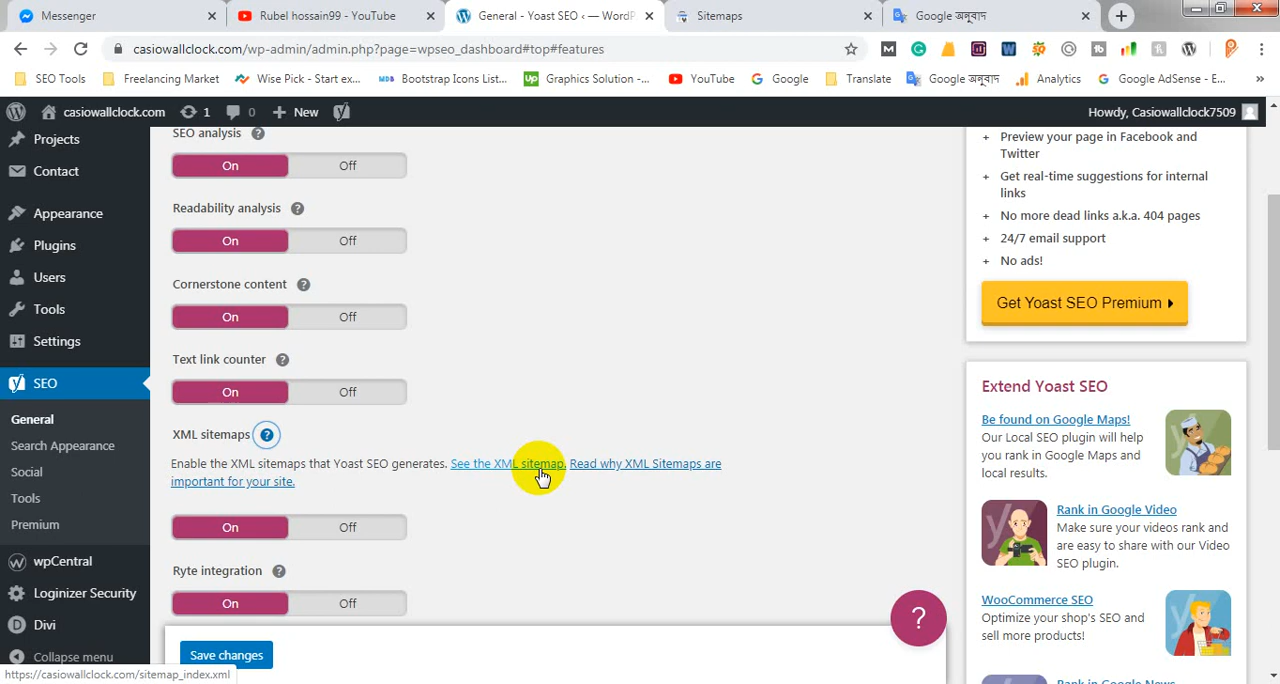 Messenger
Rubel hossain99 - YouTube
General - Yoast SEO ‹ — WordP
Sitemaps
Google অনুবাদ
casiowallclock.com/wp-admin/admin.php?page=wpseo_dashboard#top#features
SEO Tools
Freelancing Market
Wise Pick - Start ex...
Bootstrap Icons List...
Graphics Solution -...
YouTube
Google
Translate
Google অনুবাদ
Analytics
Google AdSense - E...
casiowallclock.com
1
0
New
Howdy, Casiowallclock7509
Projects
Contact
Appearance
Plugins
Users
Tools
Settings
SEO
General
Search Appearance
Social
Tools
Premium
wpCentral
Loginizer Security
Divi
Collapse menu
SEO analysis
On Off
Readability analysis
On Off
Cornerstone content
On Off
Text link counter
On Off
XML sitemaps
Enable the XML sitemaps that Yoast SEO generates. See the XML sitemap. Read why XML Sitemaps are
important for your site.
On Off
Ryte integration
On Off
Save changes
?
+ Preview your page in Facebook and
Twitter
+ Get real-time suggestions for internal
links
+ No more dead links a.k.a. 404 pages
+ 24/7 email support
+ No ads!
Get Yoast SEO Premium
Extend Yoast SEO
Be found on Google Maps!
Our Local SEO plugin will help
you rank in Google Maps and
local results.
Rank in Google Video
Make sure your videos rank and
are easy to share with our Video
SEO plugin.
WooCommerce SEO
Optimize your shop's SEO and
sell more products!
Rank in Google News
https://casiowallclock.com/sitemap_index.xml